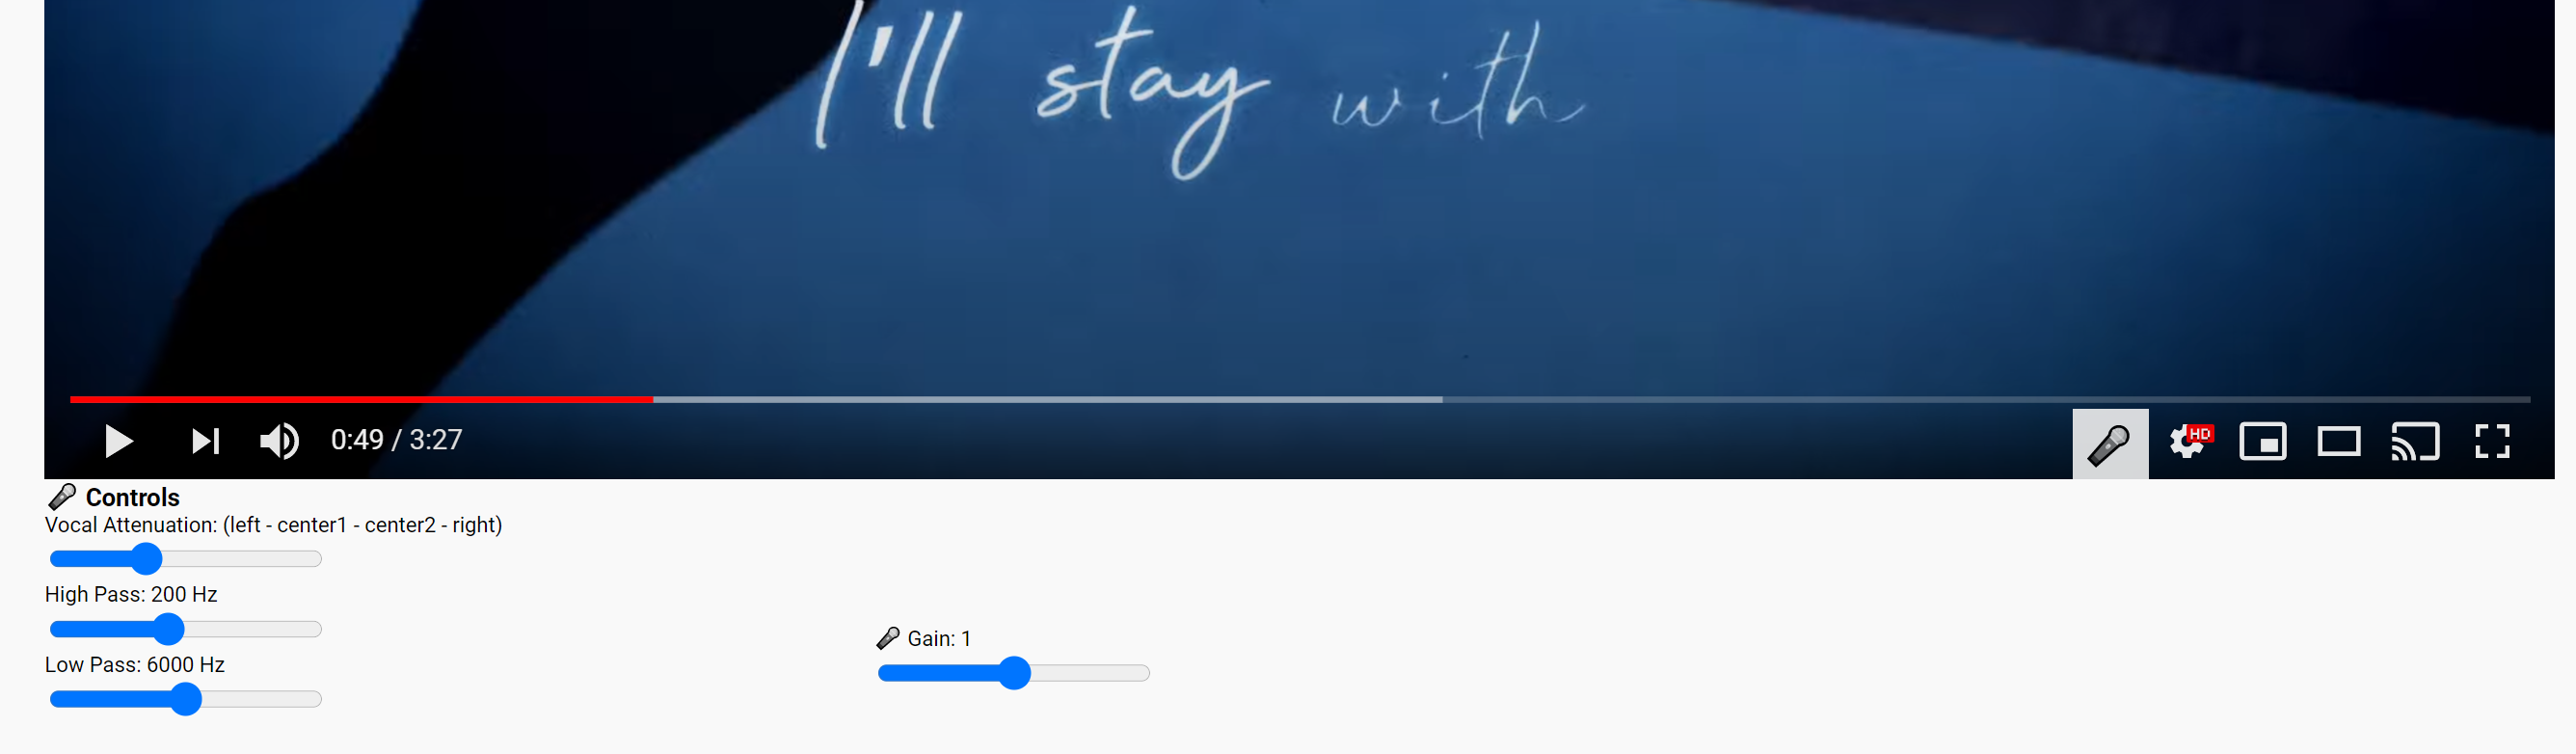 I'll stay with
0:49 / 3:27
HD
Controls
Vocal Attenuation: (left - center1 - center2 - right)
High Pass: 200 Hz
Low Pass: 6000 Hz
Gain: 1